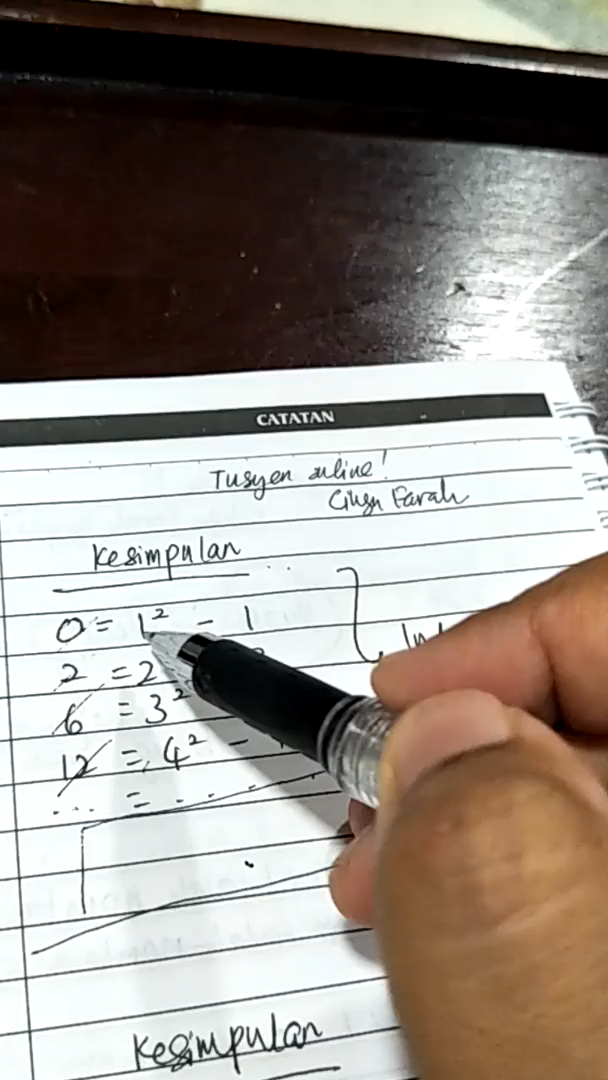 CATATAN
Tusyen online!
Cikgu Farah
Kesimpulan
0 = 1² - 1
2 = 2
6 = 3²
12 = 4² -
... = ...
Kesimpulan